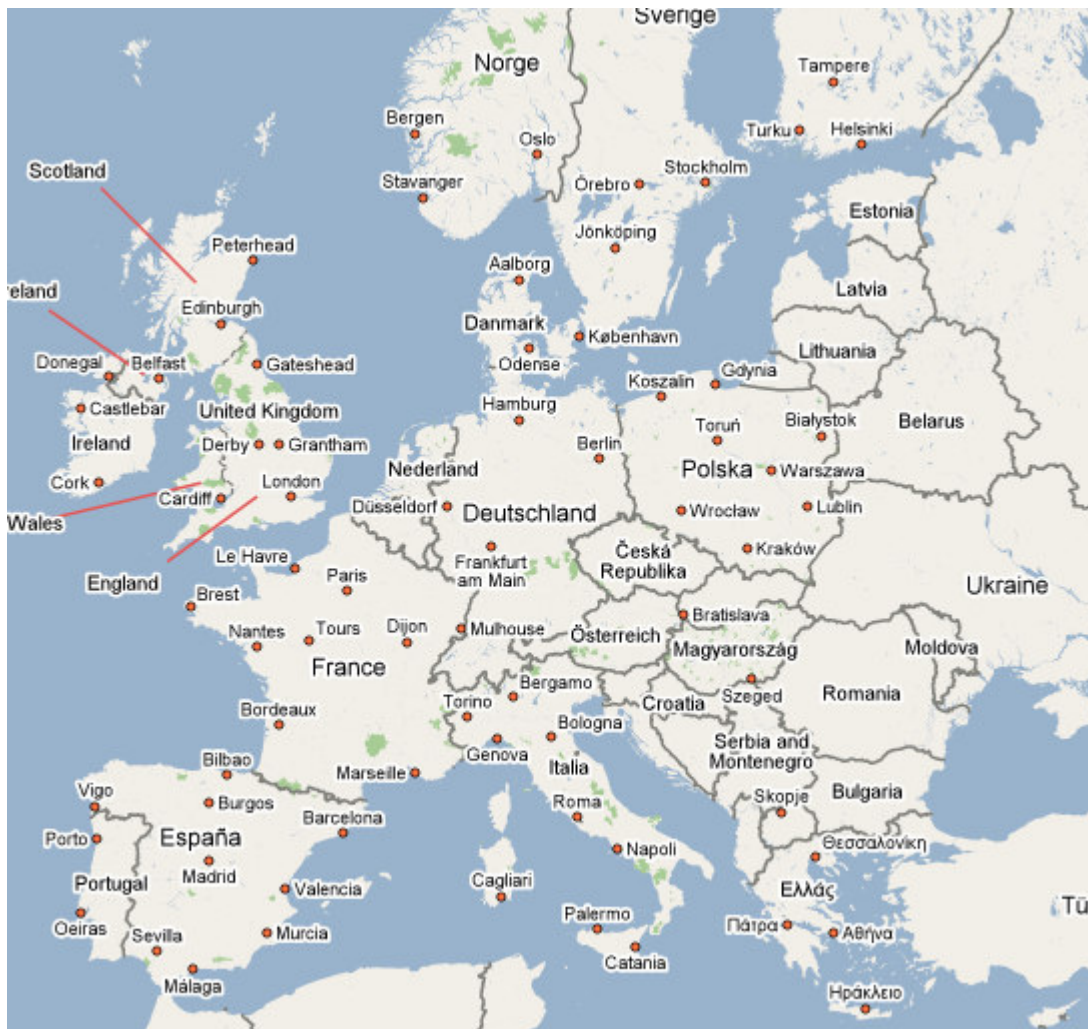 Sverige
Norge
Tampere
Bergen
Oslo
Turku
Helsinki
Scotland
Stavanger
Örebro
Stockholm
Estonia
Peterhead
Jönköping
Aalborg
reland
Latvia
Edinburgh
Danmark
København
Odense
Lithuania
Donegal
Belfast
Gateshead
Koszalin
Gdynia
Castlebar
United Kingdom
Hamburg
Toruń
Białystok
Belarus
Ireland
Derby
Grantham
Berlin
Nederland
Polska
Warszawa
Cork
Cardiff
London
Düsseldorf
Deutschland
Wrocław
Lublin
Wales
Le Havre
Frankfurt
am Main
Česká
Republika
Kraków
England
Paris
Ukraine
Brest
Bratislava
Nantes
Tours
Dijon
Mulhouse
Österreich
Magyarország
Moldova
France
Bergamo
Szeged
Romania
Torino
Croatia
Bordeaux
Bologna
Genova
Serbia and
Montenegro
Bilbao
Marseille
Italia
Vigo
Burgos
Barcelona
Roma
Skopje
Bulgaria
Porto
España
Madrid
Napoli
Θεσσαλονίκη
Portugal
Valencia
Cagliari
Ελλάς
Oeiras
Sevilla
Murcia
Palermo
Πάτρα
Αθήνα
Tü
Málaga
Catania
Ηράκλειο